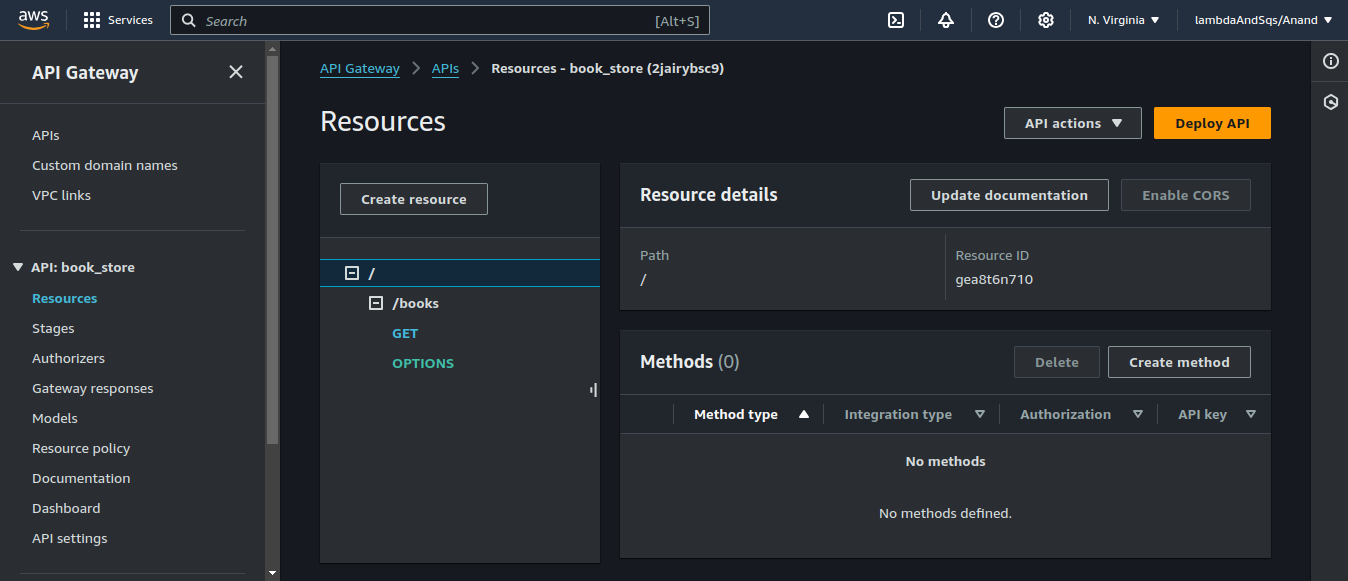 aws
Services
Search
[Alt+S]
N. Virginia
lambdaAndSqs/Anand
API Gateway
APIs
Custom domain names
VPC links
API: book_store
Resources
Stages
Authorizers
Gateway responses
Models
Resource policy
Documentation
Dashboard
API settings
API Gateway
APIs
Resources - book_store (2jairybsc9)
Resources
API actions
Deploy API
Create resource
/
/books
GET
OPTIONS
Resource details
Update documentation
Enable CORS
Path
/
Resource ID
gea8t6n710
Methods (0)
Delete
Create method
Method type
Integration type
Authorization
API key
No methods
No methods defined.